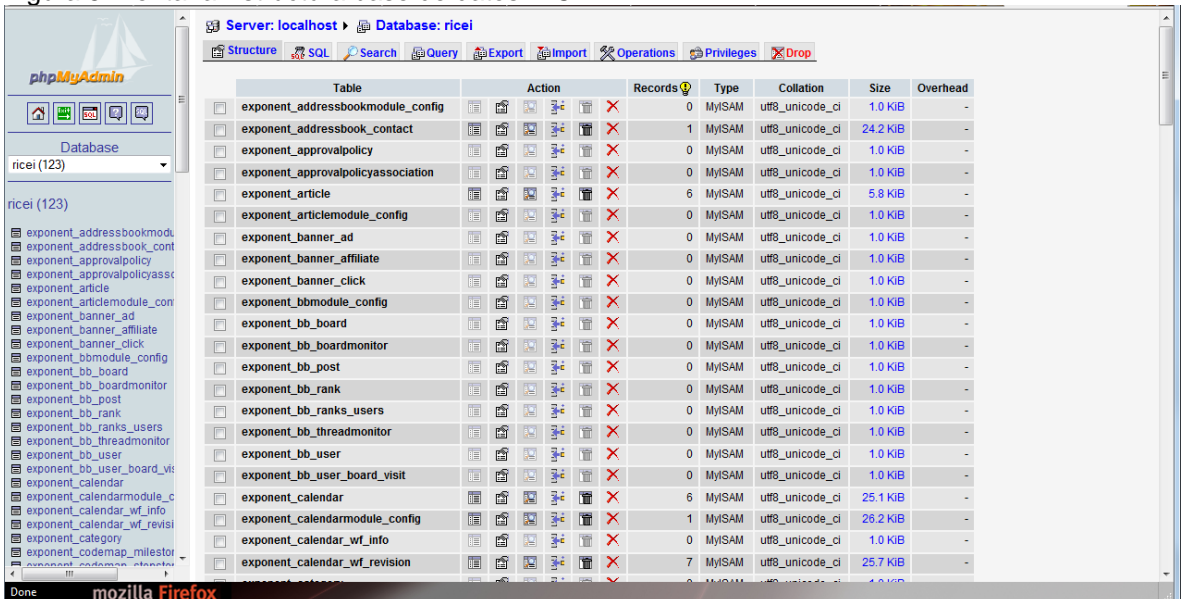 phpMyAdmin
Database
ricei (123)
ricei (123)
exponent_addressbookmodu
exponent_addressbook_cont
exponent_approvalpolicy
exponent_approvalpolicyasso
exponent_article
exponent_articlemodule_con
exponent_banner_ad
exponent_banner_affiliate
exponent_banner_click
exponent_bbmodule_config
exponent_bb_board
exponent_bb_boardmonitor
exponent_bb_post
exponent_bb_rank
exponent_bb_ranks_users
exponent_bb_threadmonitor
exponent_bb_user
exponent_bb_user_board_vis
exponent_calendar
exponent_calendarmodule_c
exponent_calendar_wf_info
exponent_calendar_wf_revisi
exponent_category
exponent_codemap_milestor
Server: localhost Database: ricei
Structure SQL Search Query Export Import Operations Privileges Drop
Table Action Records Type Collation Size Overhead
exponent_addressbookmodule_config 0 MyISAM utf8_unicode_ci 1.0 KiB -
exponent_addressbook_contact 1 MyISAM utf8_unicode_ci 24.2 KiB -
exponent_approvalpolicy 0 MyISAM utf8_unicode_ci 1.0 KiB -
exponent_approvalpolicyassociation 0 MyISAM utf8_unicode_ci 1.0 KiB -
exponent_article 6 MyISAM utf8_unicode_ci 5.8 KiB -
exponent_articlemodule_config 0 MyISAM utf8_unicode_ci 1.0 KiB -
exponent_banner_ad 0 MyISAM utf8_unicode_ci 1.0 KiB -
exponent_banner_affiliate 0 MyISAM utf8_unicode_ci 1.0 KiB -
exponent_banner_click 0 MyISAM utf8_unicode_ci 1.0 KiB -
exponent_bbmodule_config 0 MyISAM utf8_unicode_ci 1.0 KiB -
exponent_bb_board 0 MyISAM utf8_unicode_ci 1.0 KiB -
exponent_bb_boardmonitor 0 MyISAM utf8_unicode_ci 1.0 KiB -
exponent_bb_post 0 MyISAM utf8_unicode_ci 1.0 KiB -
exponent_bb_rank 0 MyISAM utf8_unicode_ci 1.0 KiB -
exponent_bb_ranks_users 0 MyISAM utf8_unicode_ci 1.0 KiB -
exponent_bb_threadmonitor 0 MyISAM utf8_unicode_ci 1.0 KiB -
exponent_bb_user 0 MyISAM utf8_unicode_ci 1.0 KiB -
exponent_bb_user_board_visit 0 MyISAM utf8_unicode_ci 1.0 KiB -
exponent_calendar 6 MyISAM utf8_unicode_ci 25.1 KiB -
exponent_calendarmodule_config 1 MyISAM utf8_unicode_ci 26.2 KiB -
exponent_calendar_wf_info 0 MyISAM utf8_unicode_ci 1.0 KiB -
exponent_calendar_wf_revision 7 MyISAM utf8_unicode_ci 25.7 KiB -
Done mozilla Firefox